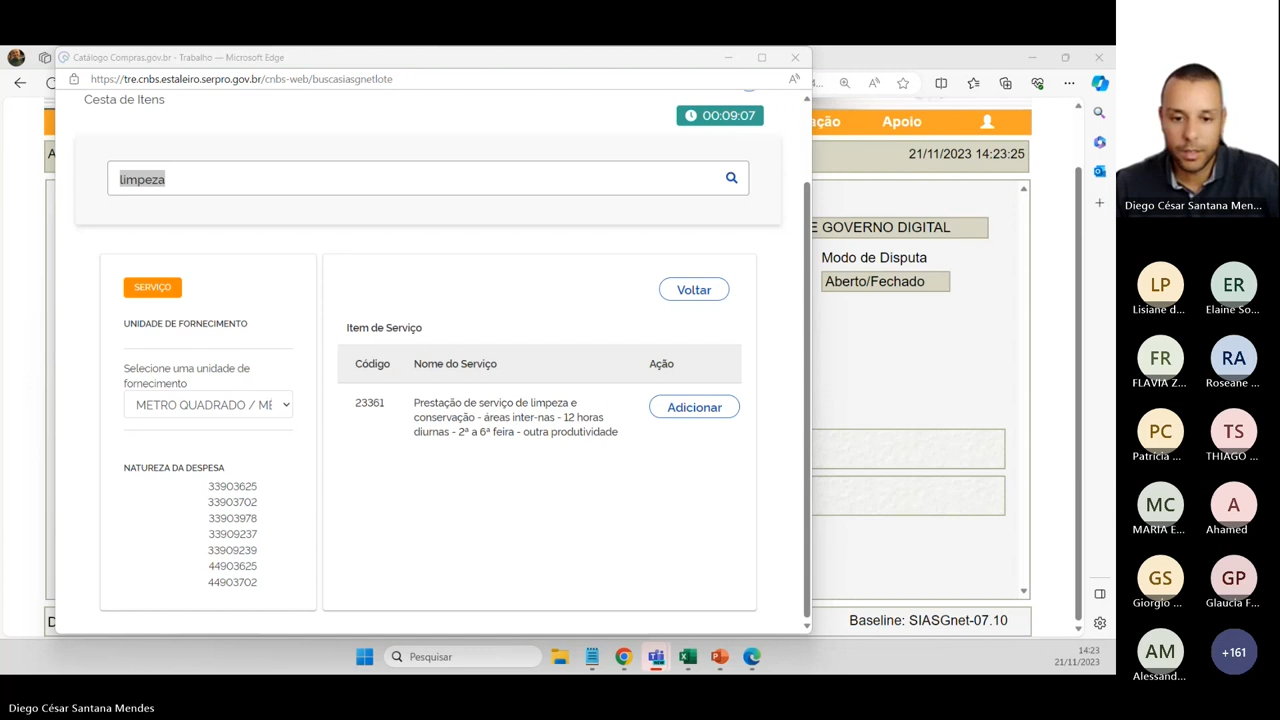 Catálogo Compras.gov.br - Trabalho — Microsoft Edge
https://tre.cnbs.estaleiro.serpro.gov.br/cnbs-web/buscasiasgnetlote
Cesta de Itens
00:09:07
limpeza
SERVIÇO
UNIDADE DE FORNECIMENTO
Selecione uma unidade de
fornecimento
METRO QUADRADO / MÊ
NATUREZA DA DESPESA
33903625
33903702
33903978
33909237
33909239
44903625
44903702
Voltar
Item de Serviço
Código Nome do Serviço Ação
23361 Prestação de serviço de limpeza e
conservação - áreas inter-nas - 12 horas
diurnas - 2ª a 6ª feira - outra produtividade
Adicionar
ação Apoio
21/11/2023 14:23:25
E GOVERNO DIGITAL
Modo de Disputa
Aberto/Fechado
Baseline: SIASGnet-07.10
Pesquisar
14:23
21/11/2023
Diego César Santana Men...
LP ER
Lisiane d... Elaine So...
FR RA
FLAVIA Z... Roseane ...
PC TS
Patrícia ... THIAGO ...
MC A
MARIA E... Ahamed
GS GP
Giorgio ... Glaucia F...
AM +161
Alessand...
Diego César Santana Mendes